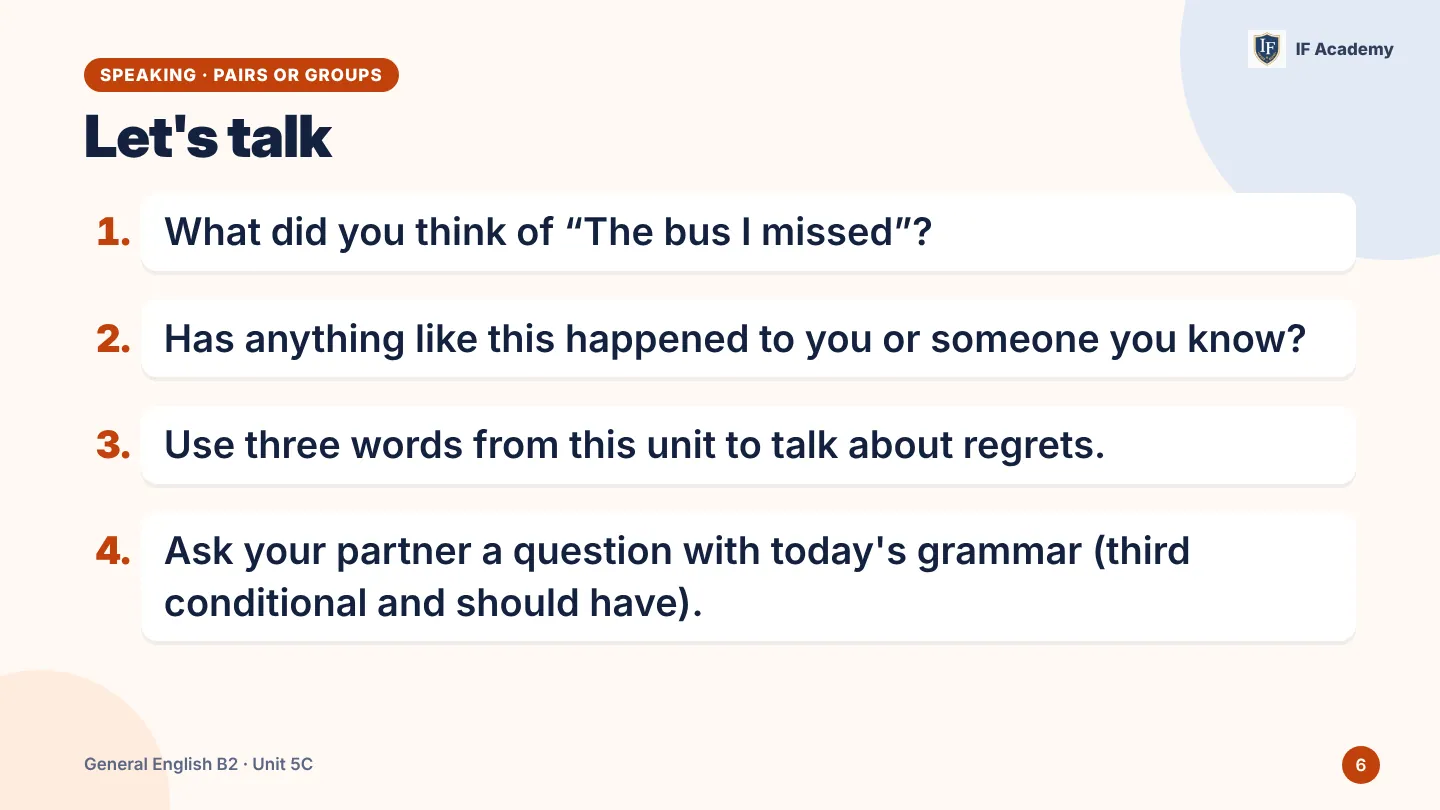 IF
IF Academy
SPEAKING · PAIRS OR GROUPS
Let's talk
1. What did you think of “The bus I missed”?
2. Has anything like this happened to you or someone you know?
3. Use three words from this unit to talk about regrets.
4. Ask your partner a question with today's grammar (third
conditional and should have).
General English B2 · Unit 5C
6